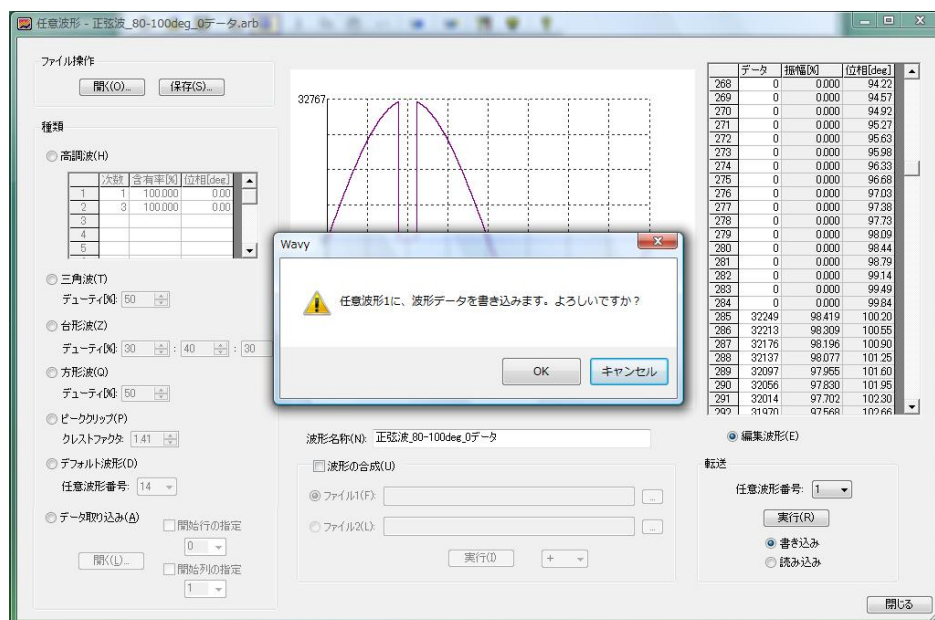 任意波形 - 正弦波_80-100deg_0データ.arb
ファイル操作
開く(O)...
保存(S)...
種類
高調波(H)
次数 含有率[%] 位相[deg]
1 1 100.000 0.00
2 3 100.000 0.00
3
4
5
三角波(T)
デューティ[%]: 50
台形波(Z)
デューティ[%]: 30 : 40 : 30
方形波(Q)
デューティ[%]: 50
ピーククリップ(P)
クレストファクタ: 1.41
デフォルト波形(D)
任意波形番号: 14
データ取り込み(A)
開始行の指定
0
開く(L)...
開始列の指定
1
32767
Wavy
任意波形1に、波形データを書き込みます。よろしいですか？
OK
キャンセル
波形名称(N): 正弦波_80-100deg_0データ
波形の合成(U)
ファイル1(F):
...
ファイル2(L):
...
実行(I)
+
データ 振幅[%] 位相[deg]
268 0 0.000 94.22
269 0 0.000 94.57
270 0 0.000 94.92
271 0 0.000 95.27
272 0 0.000 95.63
273 0 0.000 95.98
274 0 0.000 96.33
275 0 0.000 96.68
276 0 0.000 97.03
277 0 0.000 97.38
278 0 0.000 97.73
279 0 0.000 98.09
280 0 0.000 98.44
281 0 0.000 98.79
282 0 0.000 99.14
283 0 0.000 99.49
284 0 0.000 99.84
285 32249 98.419 100.20
286 32213 98.309 100.55
287 32176 98.196 100.90
288 32137 98.077 101.25
289 32097 97.955 101.60
290 32056 97.830 101.95
291 32014 97.702 102.30
292 31970 97.568 102.66
編集波形(E)
転送
任意波形番号: 1
実行(R)
書き込み
読み込み
閉じる